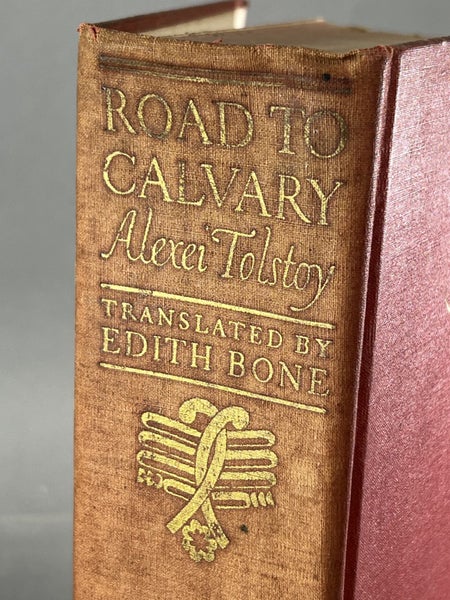 ROAD TO
CALVARY
Alexei Tolstoy
TRANSLATED BY
EDITH BONE